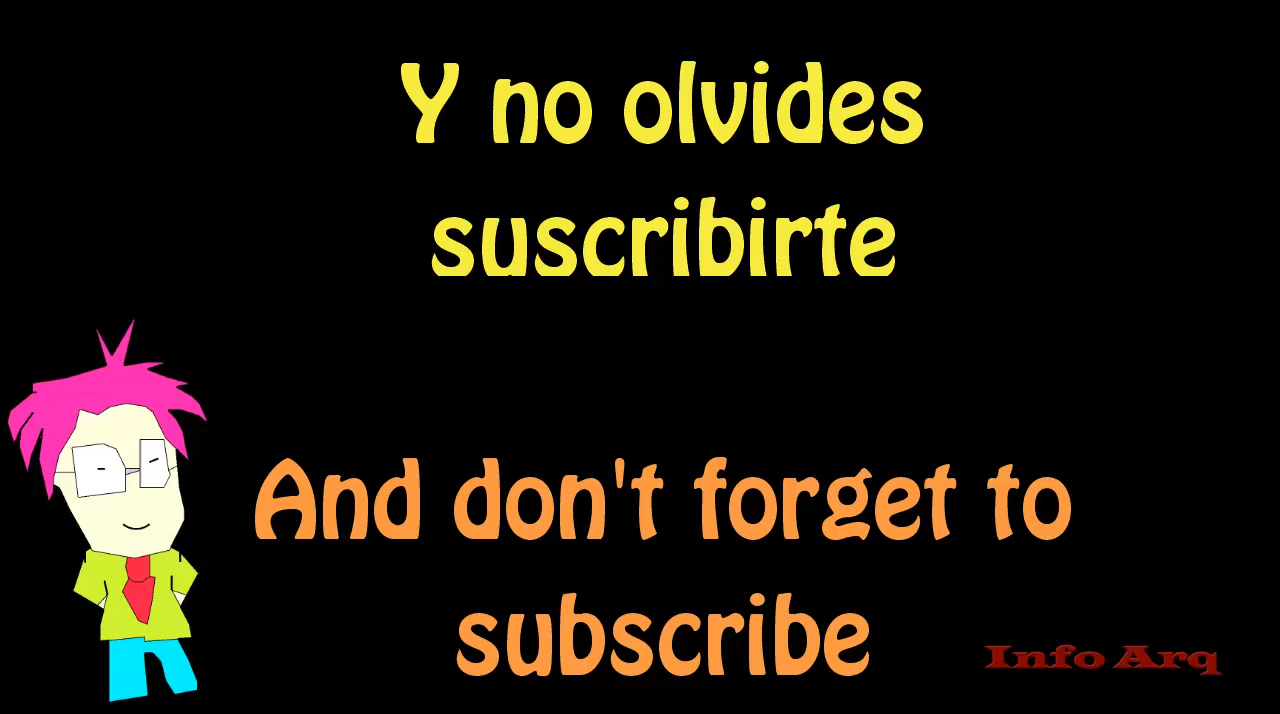 Y no olvides
suscribirte
And don't forget to
subscribe
Info Arq